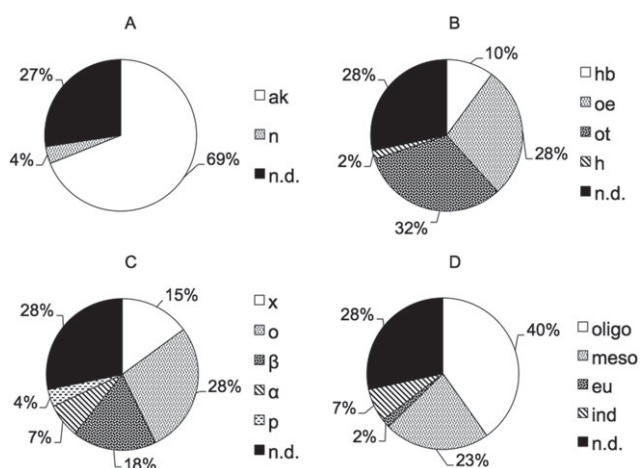 A
27%
4%
69%
ak
n
n.d.
B
10%
28%
28%
2%
32%
hb
oe
ot
h
n.d.
C
15%
28%
28%
4%
7%
18%
x
o
β
α
p
n.d.
D
28%
40%
7%
2%
23%
oligo
meso
eu
ind
n.d.